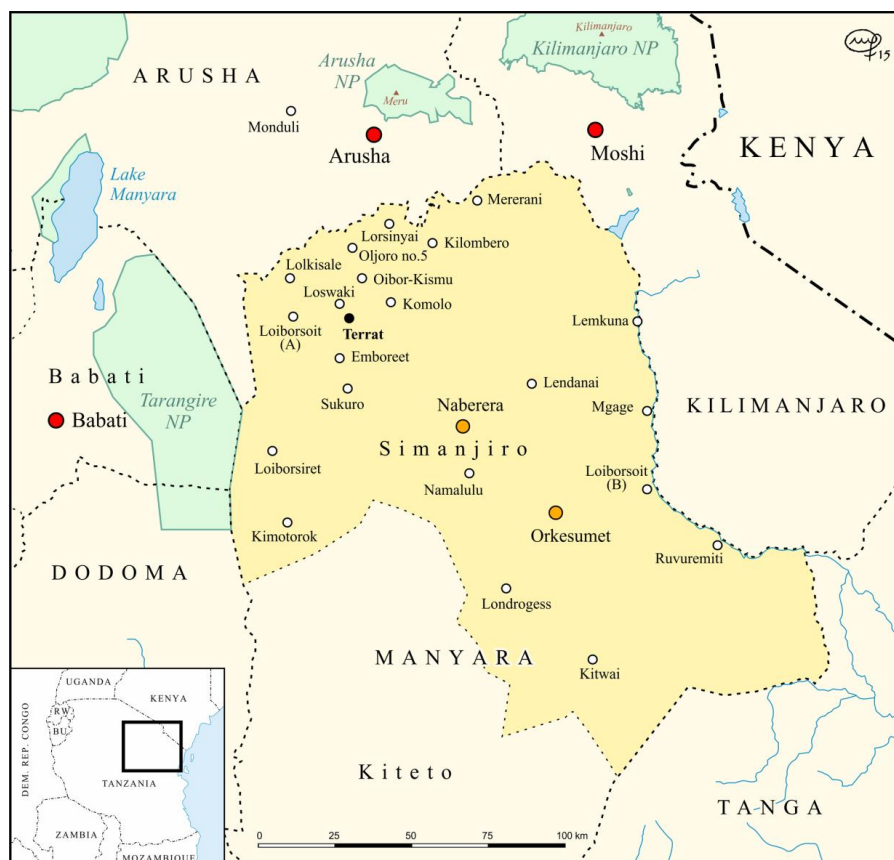 Kilimanjaro
Kilimanjaro NP
15
ARUSHA
Arusha
NP
Meru
Monduli
Arusha
Moshi
KENYA
Lake
Manyara
Mererani
Lorsinyai
Kilombero
Oljoro no.5
Lolkisale
Oibor-Kismu
Loswaki
Komolo
Loiborsoit
(A)
Terrat
Lemkuna
Emboreet
Babati
Lendanai
Sukuro
Tarangire
NP
Naberera
Mgage
KILIMANJARO
Babati
Simanjiro
Loiborsiret
Namalulu
Loiborsoit
(B)
Kimotorok
Orkesumet
Ruvuremiti
DODOMA
Londrogess
MANYARA
Kitwai
Kiteto
TANGA
UGANDA
KENYA
RW
BU
DEM. REP. CONGO
TANZANIA
ZAMBIA
MOZAMBIQUE
0 25 50 75 100 km